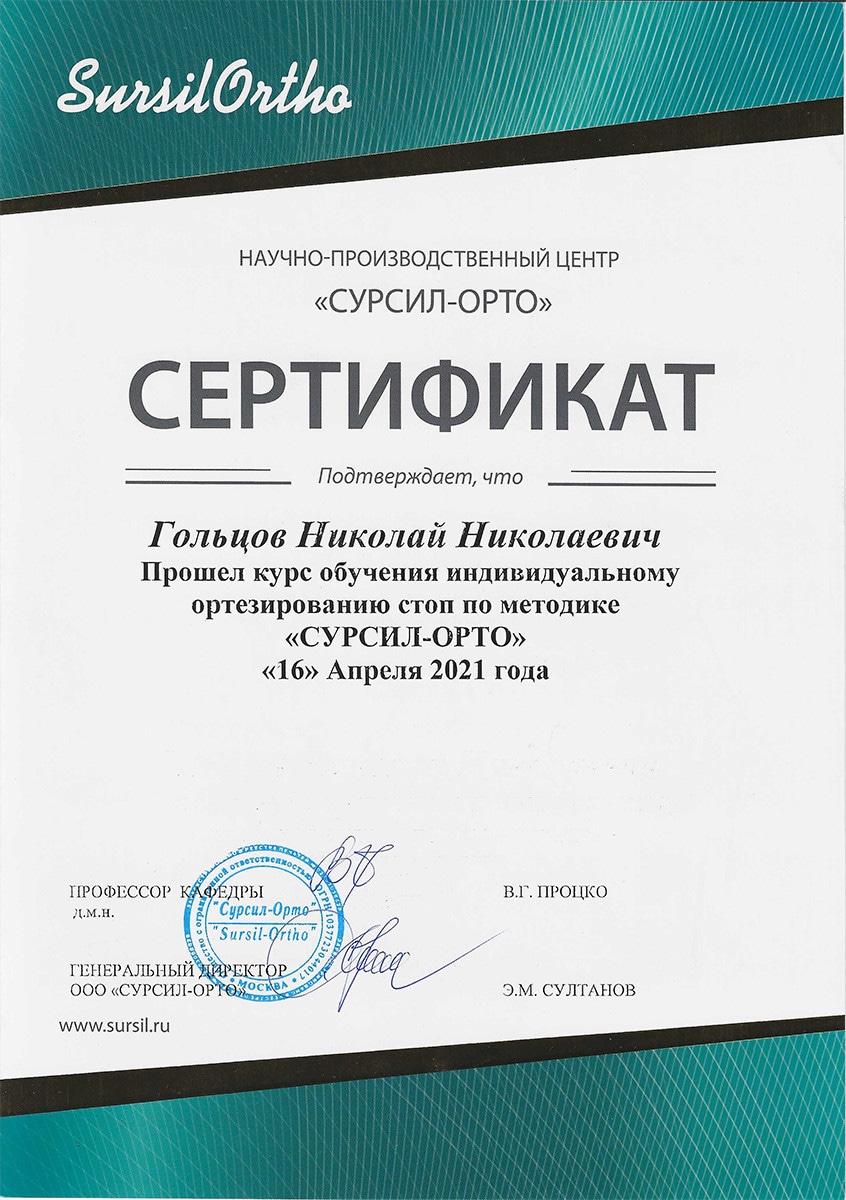 SursilOrtho
НАУЧНО-ПРОИЗВОДСТВЕННЫЙ ЦЕНТР
«СУРСИЛ-ОРТО»
СЕРТИФИКАТ
Подтверждает, что
Гольцов Николай Николаевич
Прошел курс обучения индивидуальному
ортезированию стоп по методике
«СУРСИЛ-ОРТО»
«16» Апреля 2021 года
ПРОФЕССОР КАФЕДРЫ
В.Г. ПРОЦКО
д.м.н.
"Сурсил-Орто"
"Sursil-Ortho"
МОСКВА
ГЕНЕРАЛЬНЫЙ ДИРЕКТОР
ООО «СУРСИЛ-ОРТО»
Э.М. СУЛТАНОВ
www.sursil.ru